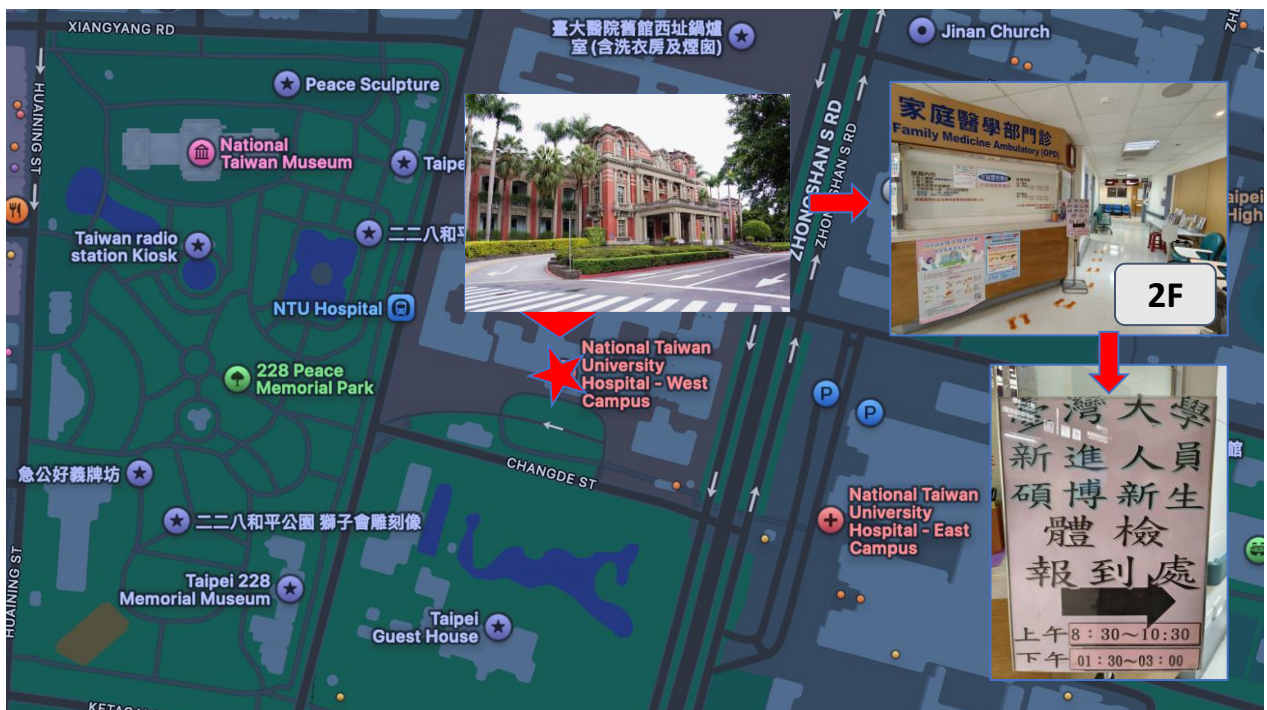 XIANGYANG RD
HUAINING ST
Peace Sculpture
National
Taiwan Museum
Taipe
Taiwan radio
station Kiosk
二二八和平
NTU Hospital
228 Peace
Memorial Park
急公好義牌坊
二二八和平公園 獅子會雕刻像
Taipei 228
Memorial Museum
HUAINING ST
臺大醫院舊館西址鍋爐
室(含洗衣房及煙囪)
Jinan Church
ZHONGSHAN S RD
National Taiwan
University
Hospital - West
Campus
CHANGDE ST
P
P
National Taiwan
University
Hospital - East
Campus
Taipei
Guest House
家庭醫學部門診
Family Medicine Ambulatory (OPD)
2F
aipei
High
臺灣大學
新進人員
碩博新生
體檢
報到處
上午 8:30~10:30
下午 01:30~03:00
館